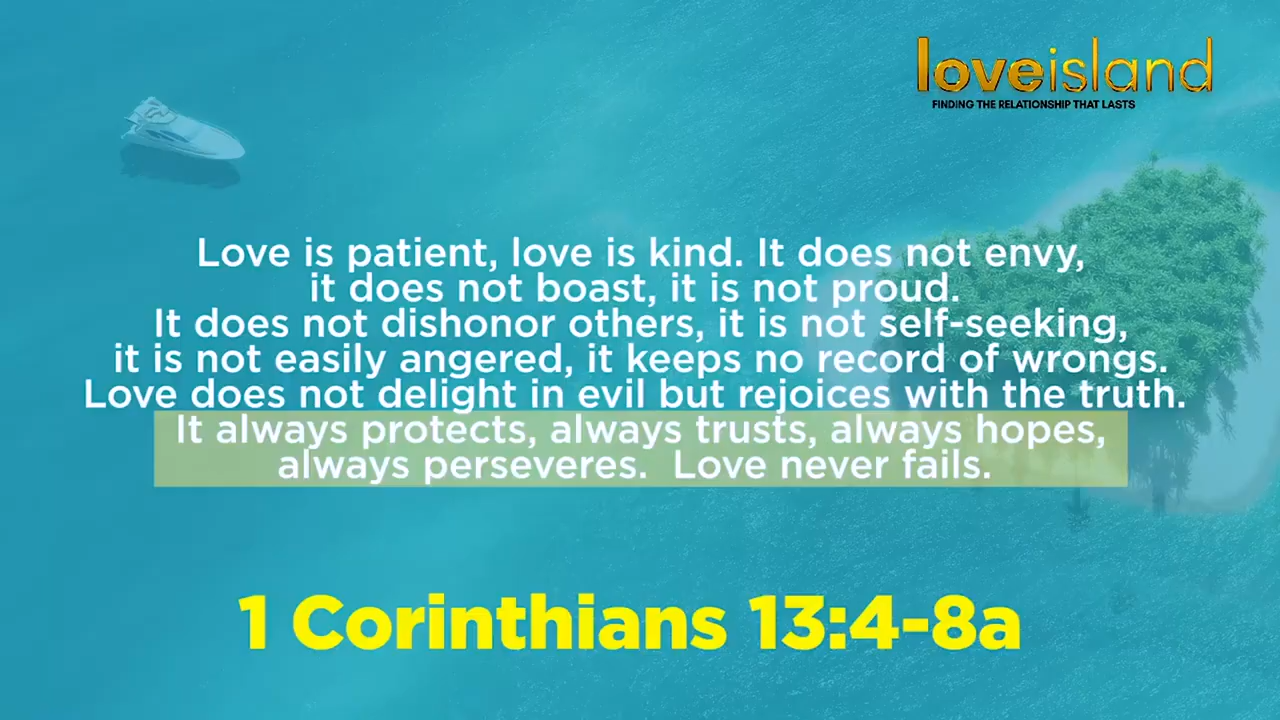 loveisland
FINDING THE RELATIONSHIP THAT LASTS
Love is patient, love is kind. It does not envy,
it does not boast, it is not proud.
It does not dishonor others, it is not self-seeking,
it is not easily angered, it keeps no record of wrongs.
Love does not delight in evil but rejoices with the truth.
It always protects, always trusts, always hopes,
always perseveres.  Love never fails.
1 Corinthians 13:4-8a